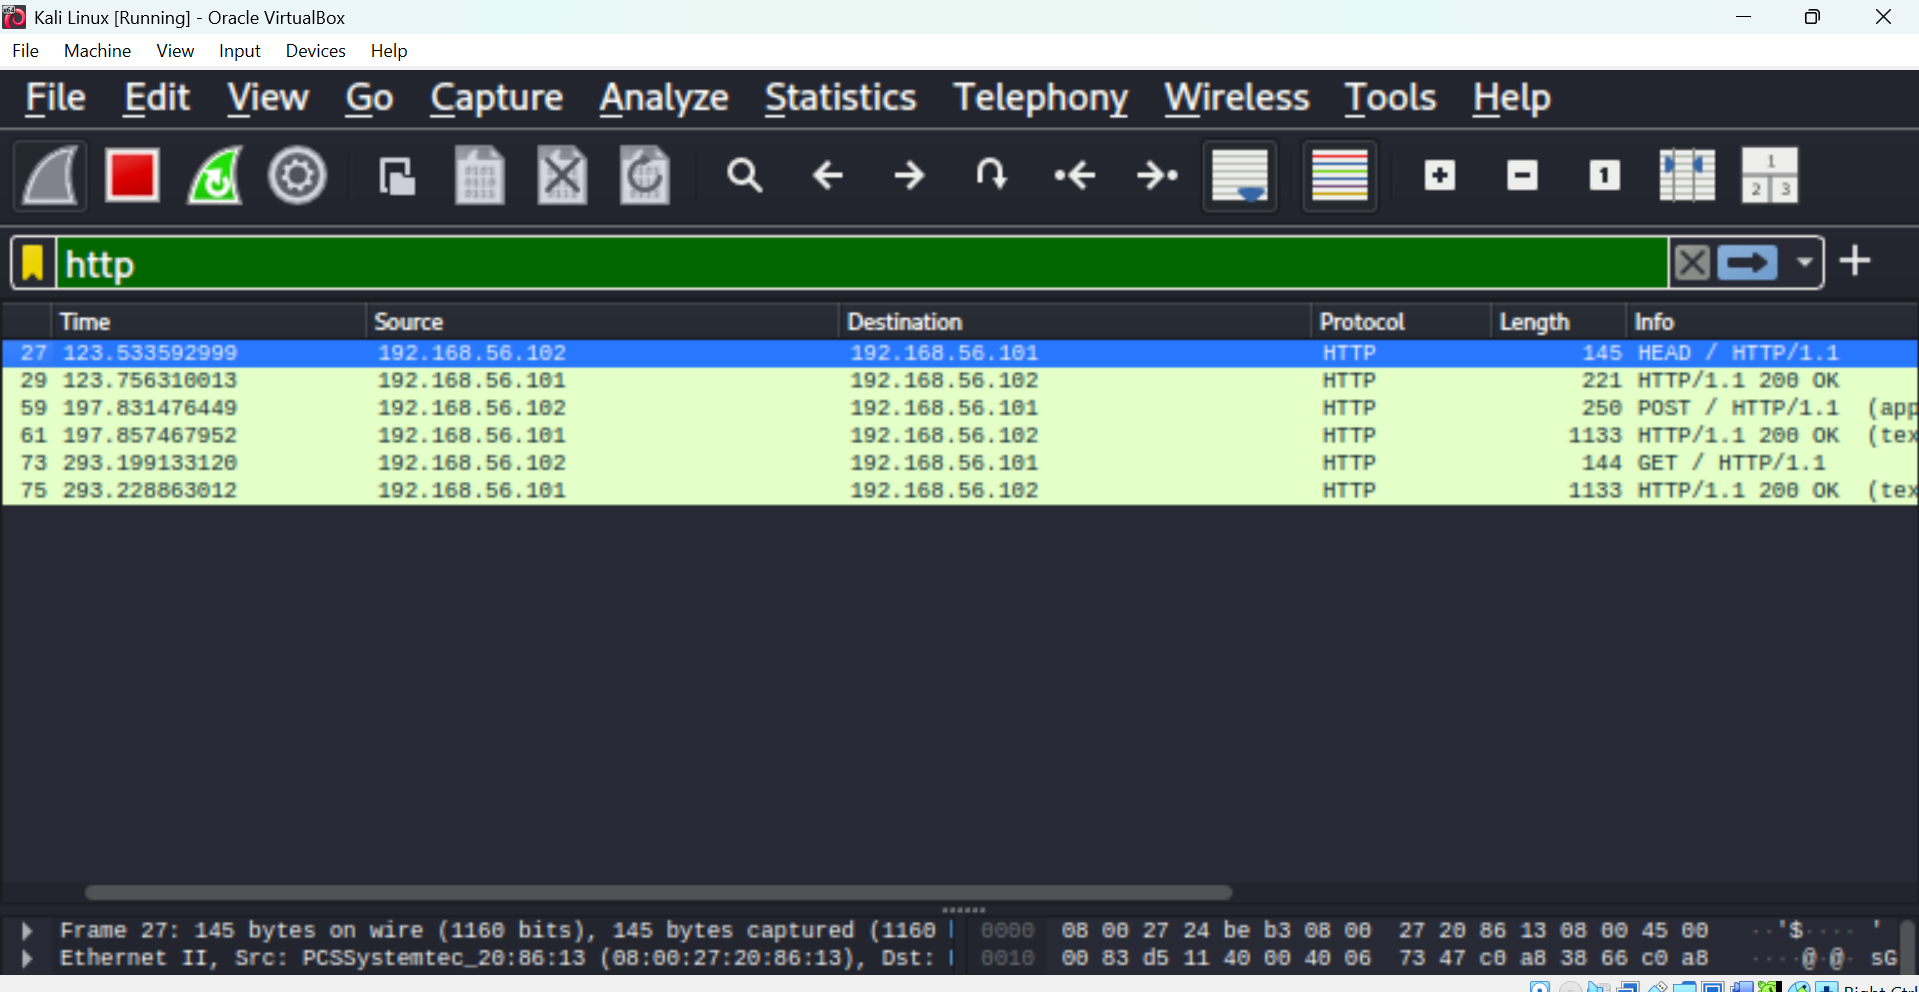 Kali Linux [Running] - Oracle VirtualBox
File Machine View Input Devices Help
File Edit View Go Capture Analyze Statistics Telephony Wireless Tools Help
http
Time Source Destination Protocol Length Info
27 123.533592999 192.168.56.102 192.168.56.101 HTTP 145 HEAD / HTTP/1.1
29 123.756310013 192.168.56.101 192.168.56.102 HTTP 221 HTTP/1.1 200 OK
59 197.831476449 192.168.56.102 192.168.56.101 HTTP 250 POST / HTTP/1.1 (app
61 197.857467952 192.168.56.101 192.168.56.102 HTTP 1133 HTTP/1.1 200 OK (tex
73 293.199133120 192.168.56.102 192.168.56.101 HTTP 144 GET / HTTP/1.1
75 293.228863012 192.168.56.101 192.168.56.102 HTTP 1133 HTTP/1.1 200 OK (tex
Frame 27: 145 bytes on wire (1160 bits), 145 bytes captured (1160 0000 08 00 27 24 be b3 08 00 27 20 86 13 08 00 45 00 ··'$···· '
Ethernet II, Src: PCSSystemtec_20:86:13 (08:00:27:20:86:13), Dst: 0010 00 83 d5 11 40 00 40 06 73 47 c0 a8 38 66 c0 a8 ····@·@· sG
Right Ctrl